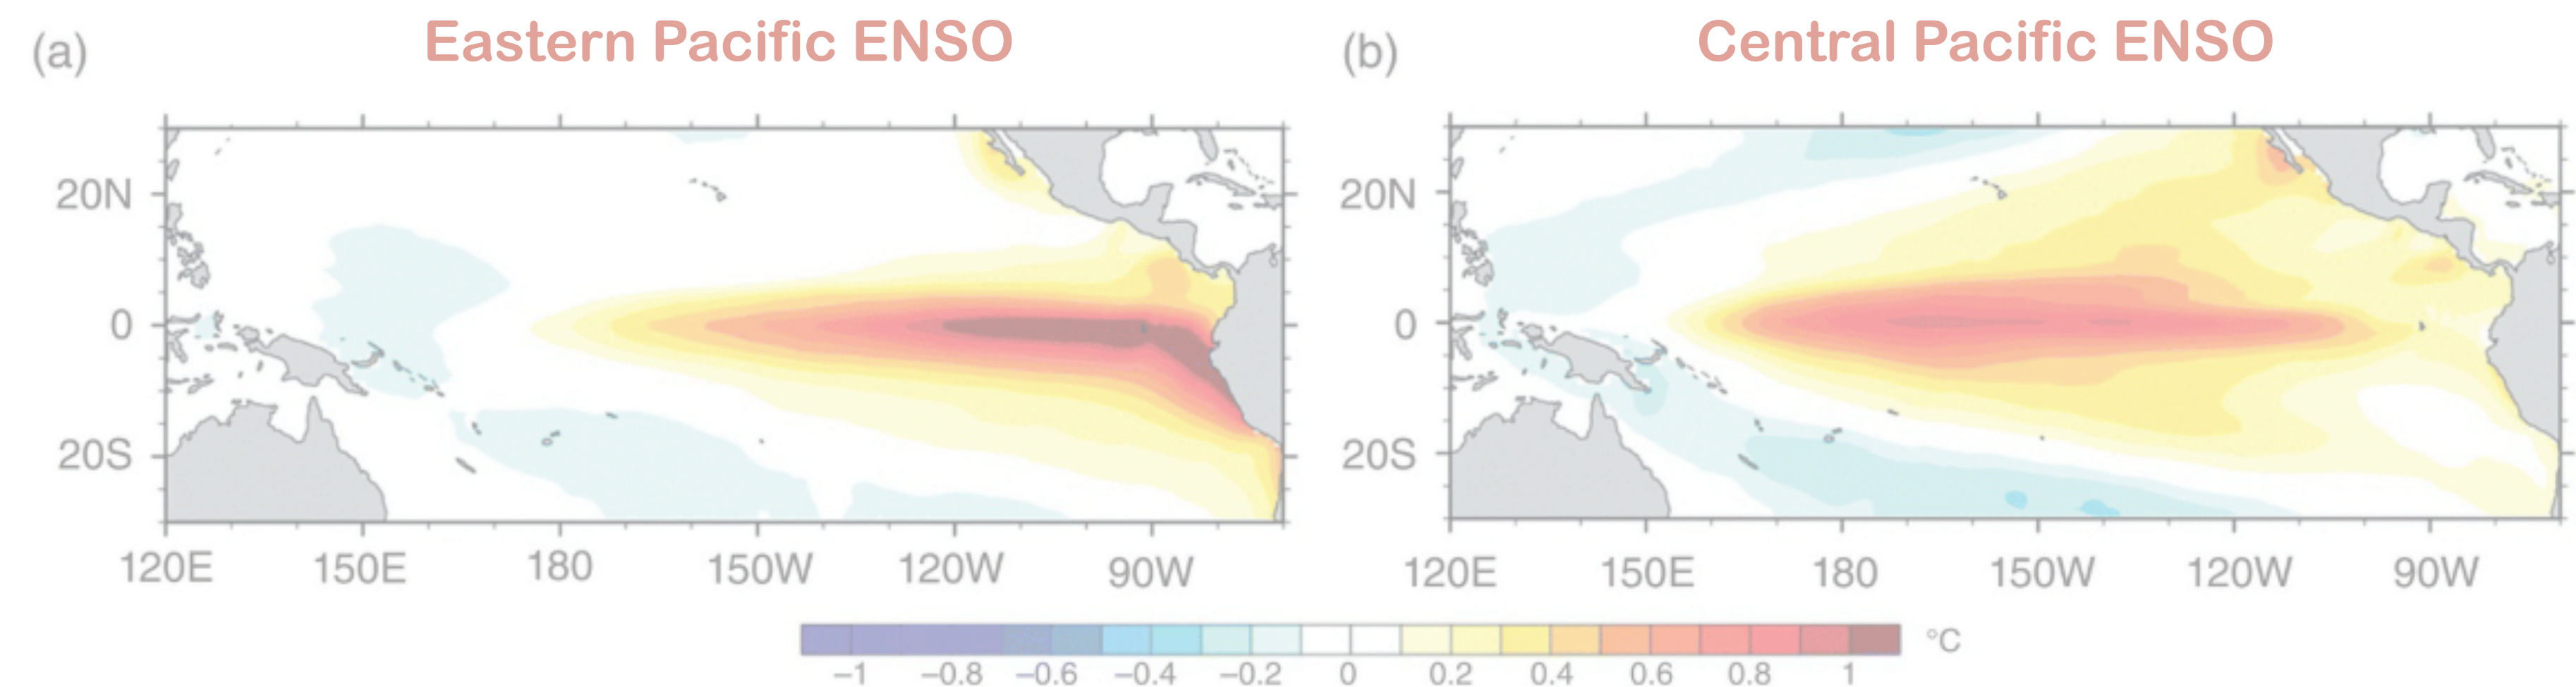 (a) Eastern Pacific ENSO
(b) Central Pacific ENSO
20N
0
20S
120E 150E 180 150W 120W 90W
20N
0
20S
120E 150E 180 150W 120W 90W
−1 −0.8 −0.6 −0.4 −0.2 0 0.2 0.4 0.6 0.8 1 °C